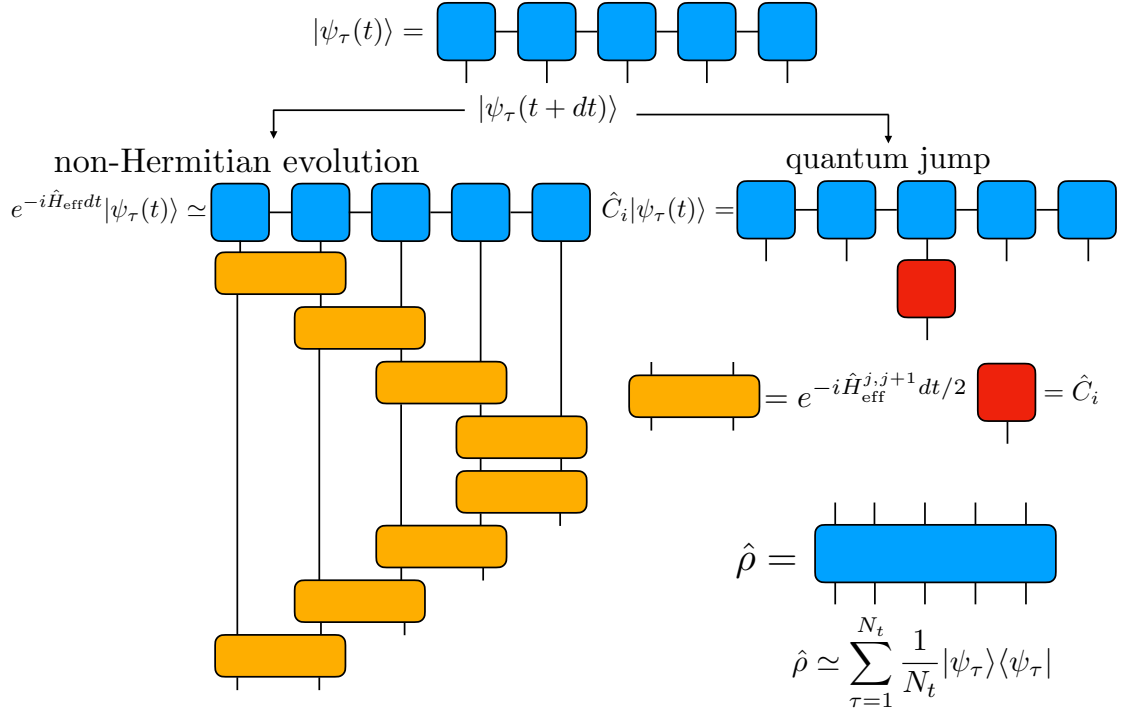 |ψ_τ(t)⟩ =
|ψ_τ(t + dt)⟩
non-Hermitian evolution
quantum jump
e^{-iĤ_eff dt}|ψ_τ(t)⟩ ≃
Ĉ_i|ψ_τ(t)⟩ =
= e^{-iĤ_eff^{j,j+1} dt/2}
= Ĉ_i
ρ̂ =
ρ̂ ≃ ∑_{τ=1}^{N_t} \frac{1}{N_t} |ψ_τ⟩⟨ψ_τ|